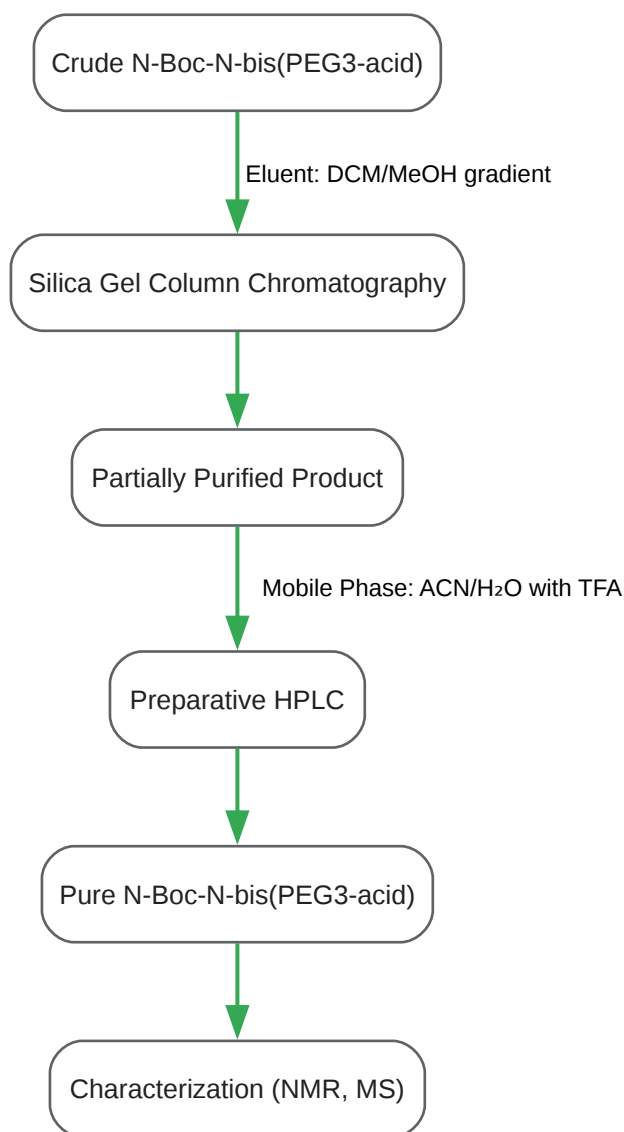 Crude N-Boc-N-bis(PEG3-acid)
Eluent: DCM/MeOH gradient
Silica Gel Column Chromatography
Partially Purified Product
Mobile Phase: ACN/H₂O with TFA
Preparative HPLC
Pure N-Boc-N-bis(PEG3-acid)
Characterization (NMR, MS)